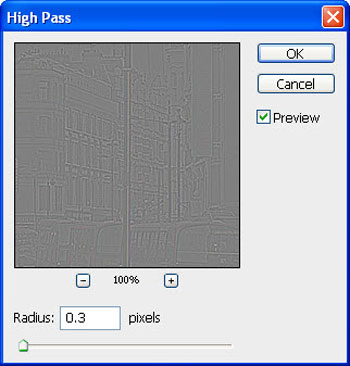 High Pass
OK
Cancel
Preview
100%
Radius: 0.3 pixels